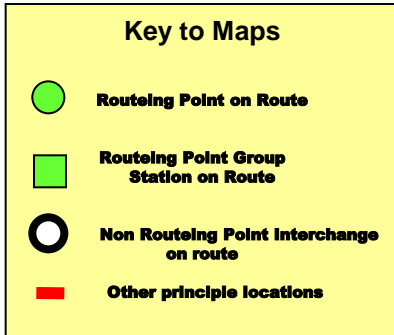 Key to Maps
Routeing Point on Route
Routeing Point Group
Station on Route
Non Routeing Point Interchange
on route
Other principle locations